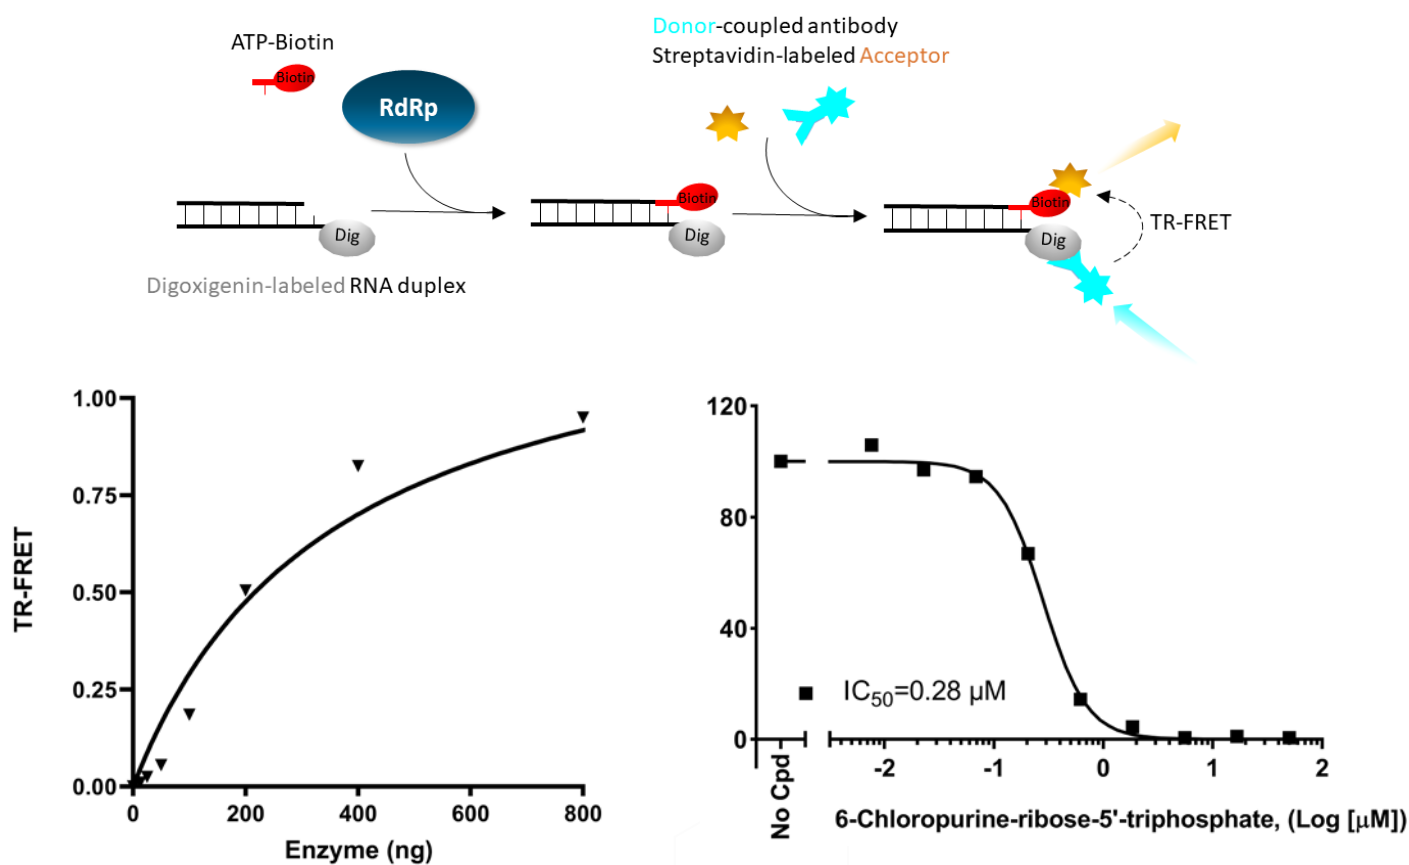 Donor-coupled antibody
Streptavidin-labeled Acceptor
ATP-Biotin
Biotin
RdRp
Biotin
Dig
Biotin
Dig
Biotin
Dig
TR-FRET
Digoxigenin-labeled RNA duplex
1.00
0.75
0.50
0.25
0.00
TR-FRET
0 200 400 600 800
Enzyme (ng)
120
80
40
0
IC50=0.28 µM
No Cpd
-2 -1 0 1 2
6-Chloropurine-ribose-5'-triphosphate, (Log [µM])